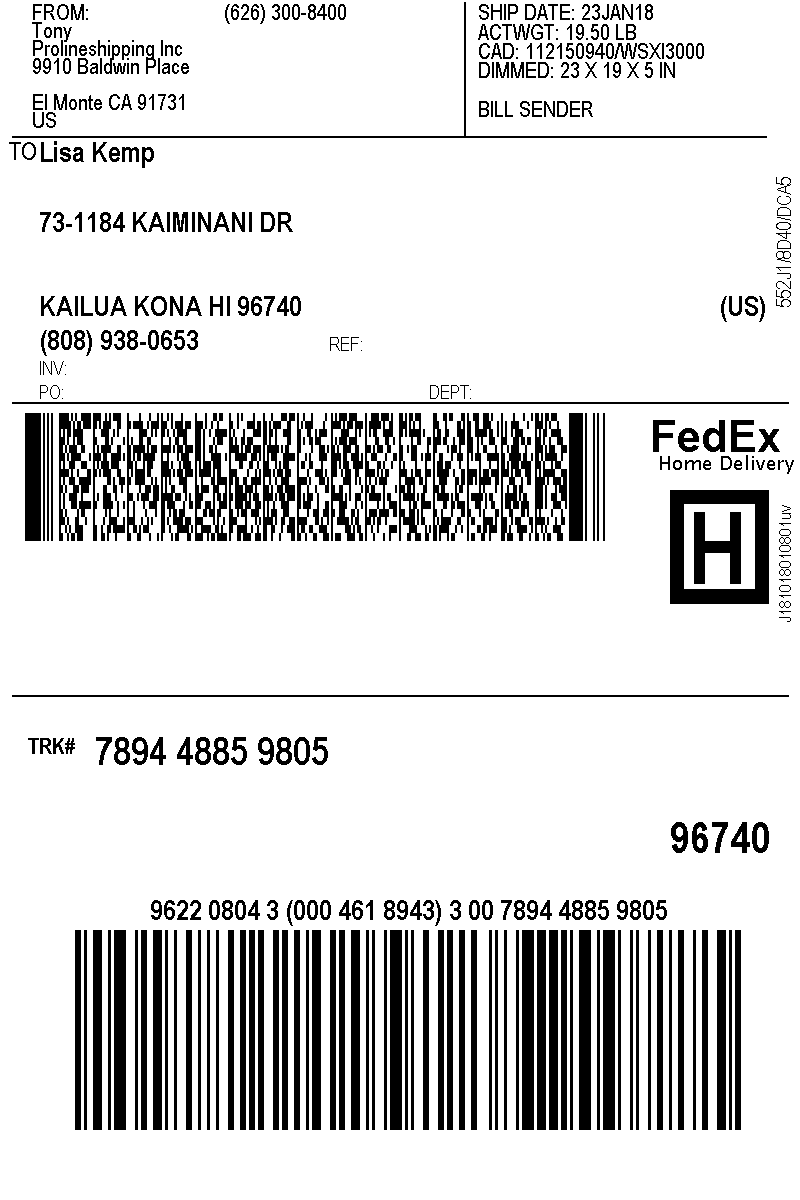 FROM: (626) 300-8400
Tony
Prolineshipping Inc
9910 Baldwin Place
El Monte CA 91731
US
SHIP DATE: 23JAN18
ACTWGT: 19.50 LB
CAD: 112150940/WSXI3000
DIMMED: 23 X 19 X 5 IN
BILL SENDER
TO Lisa Kemp
73-1184 KAIMINANI DR
KAILUA KONA HI 96740 (US)
(808) 938-0653 REF:
INV:
PO: DEPT:
552J1/8D40/DCA5
FedEx
Home Delivery
H
J181018010801uv
TRK# 7894 4885 9805
96740
9622 0804 3 (000 461 8943) 3 00 7894 4885 9805